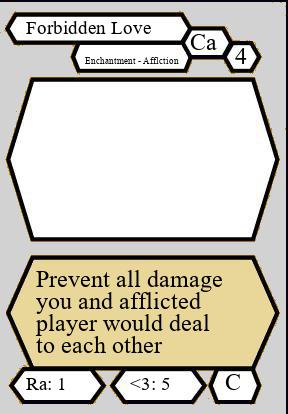 Forbidden Love
Ca
4
Enchantment - Affliction
Prevent all damage
you and afflicted
player would deal
to each other
Ra: 1
<3: 5
C